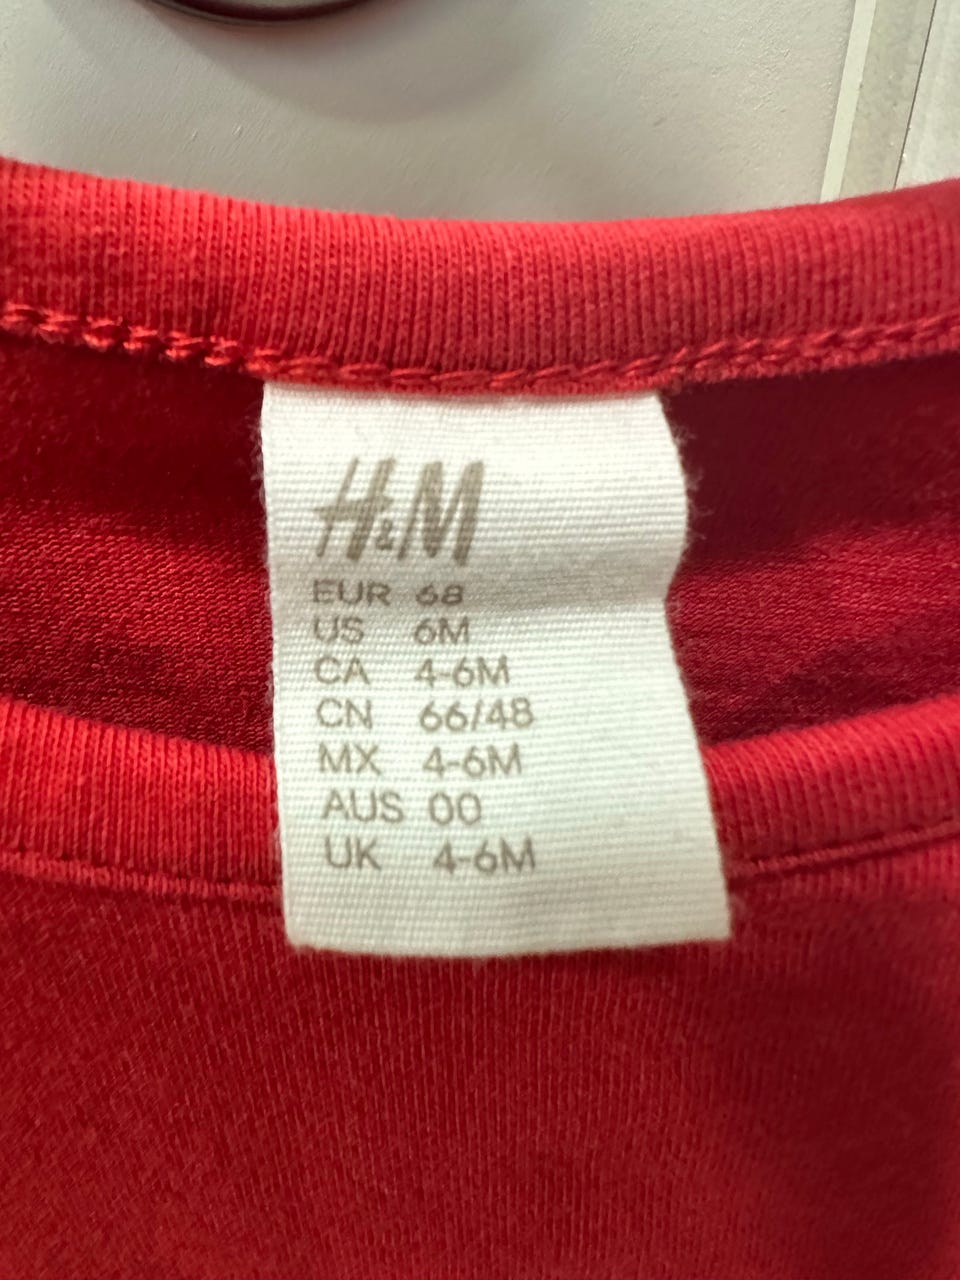 H&M
EUR 68
US 6M
CA 4-6M
CN 66/48
MX 4-6M
AUS 00
UK 4-6M